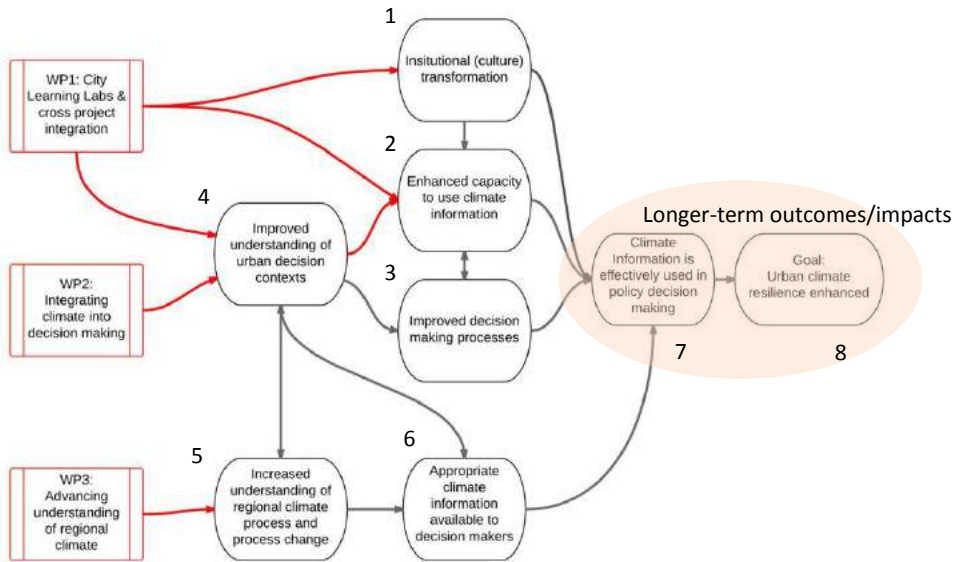 1
Insitutional (culture)
transformation
WP1: City
Learning Labs &
cross project
integration
2
Enhanced capacity
to use climate
information
4
Improved
understanding of
urban decision
contexts
Longer-term outcomes/impacts
Climate
Information is
effectively used in
policy decision
making
Goal:
Urban climate
resilience enhanced
3
Improved decision
making processes
WP2:
Integrating
climate into
decision making
7
8
5
Increased
understanding of
regional climate
process and
process change
6
Appropriate
climate
information
available to
decision makers
WP3:
Advancing
understanding
of regional
climate